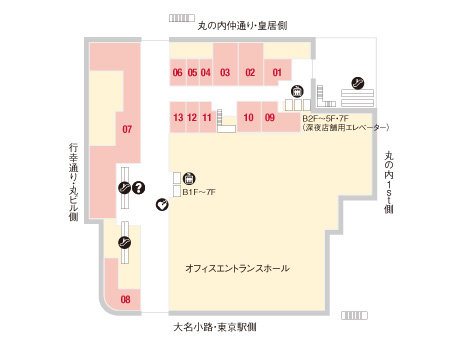 丸の内仲通り・皇居側
06 05 04 03 02 01
13 12 11 10 09
07
B2F～5F・7F
(深夜店舗用エレベーター)
行幸通り・丸ビル側
丸の内1st側
?
B1F～7F
オフィスエントランスホール
08
大名小路・東京駅側